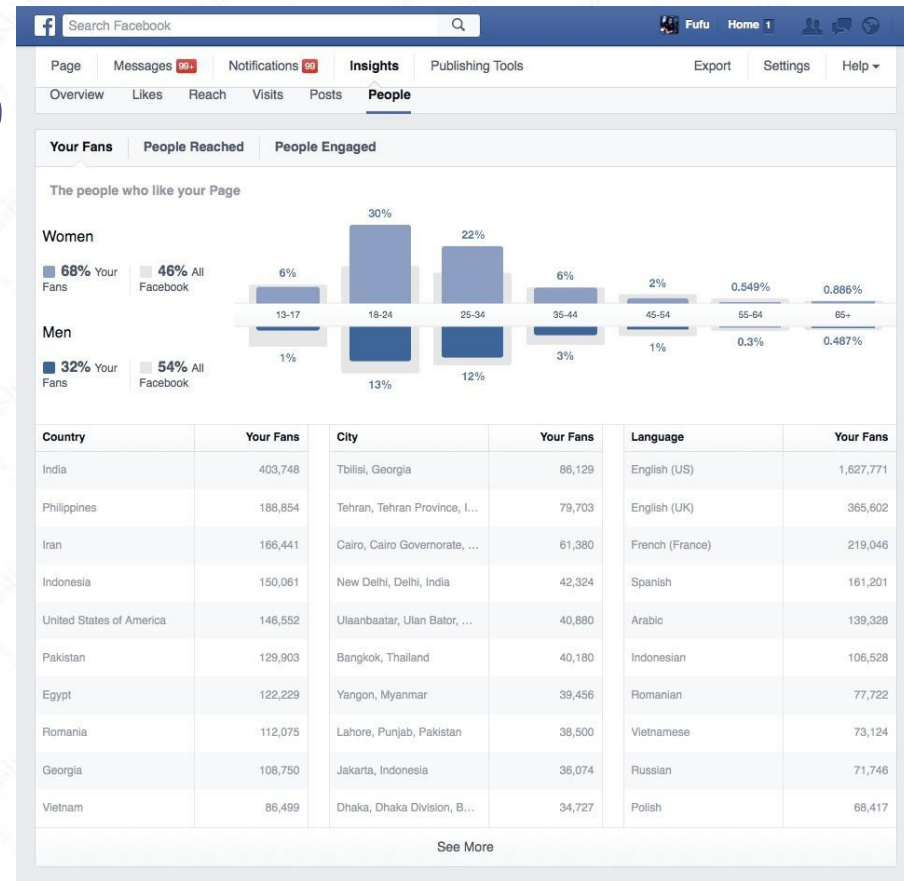 f Search Facebook Fufu Home 1
Page Messages 99+ Notifications 99 Insights Publishing Tools Export Settings Help
Overview Likes Reach Visits Posts People
Your Fans People Reached People Engaged
The people who like your Page
Women
68% Your Fans 46% All Facebook
6% 30% 22% 6% 2% 0.549% 0.886%
13-17 18-24 25-34 35-44 45-54 55-64 65+
Men
32% Your Fans 54% All Facebook
1% 13% 12% 3% 1% 0.3% 0.487%
Country Your Fans City Your Fans Language Your Fans
India 403,748 Tbilisi, Georgia 86,129 English (US) 1,627,771
Philippines 188,854 Tehran, Tehran Province, I... 79,703 English (UK) 365,602
Iran 166,441 Cairo, Cairo Governorate, ... 61,380 French (France) 219,046
Indonesia 150,061 New Delhi, Delhi, India 42,324 Spanish 161,201
United States of America 146,552 Ulaanbaatar, Ulan Bator, ... 40,880 Arabic 139,328
Pakistan 129,903 Bangkok, Thailand 40,180 Indonesian 106,528
Egypt 122,229 Yangon, Myanmar 39,456 Romanian 77,722
Romania 112,075 Lahore, Punjab, Pakistan 38,500 Vietnamese 73,124
Georgia 108,750 Jakarta, Indonesia 36,074 Russian 71,746
Vietnam 86,499 Dhaka, Dhaka Division, B... 34,727 Polish 68,417
See More